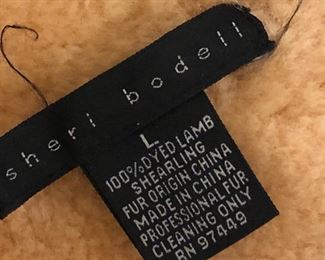 sheri bodell
L
100% DYED LAMB
SHEARLING
FUR ORIGIN CHINA
MADE IN CHINA
PROFESSIONAL FUR
CLEANING ONLY
RN 97449